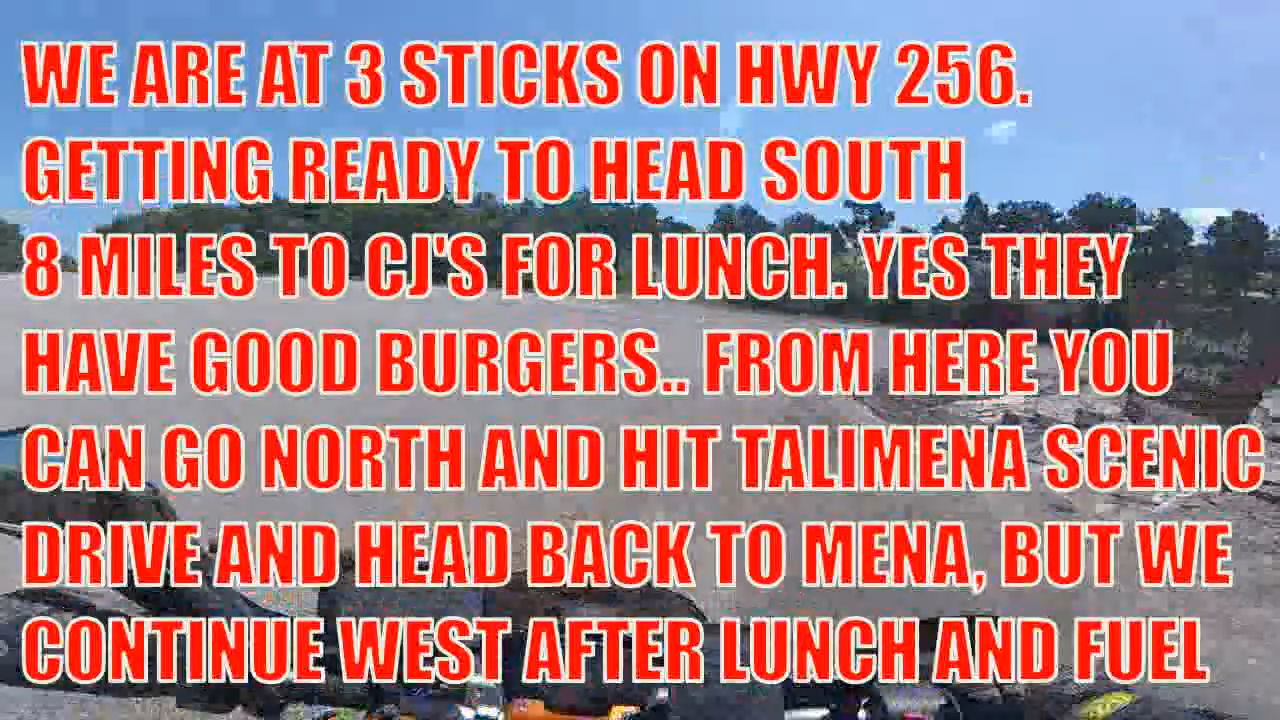 WE ARE AT 3 STICKS ON HWY 256.
GETTING READY TO HEAD SOUTH
8 MILES TO CJ'S FOR LUNCH. YES THEY
HAVE GOOD BURGERS.. FROM HERE YOU
CAN GO NORTH AND HIT TALIMENA SCENIC
DRIVE AND HEAD BACK TO MENA, BUT WE
CONTINUE WEST AFTER LUNCH AND FUEL